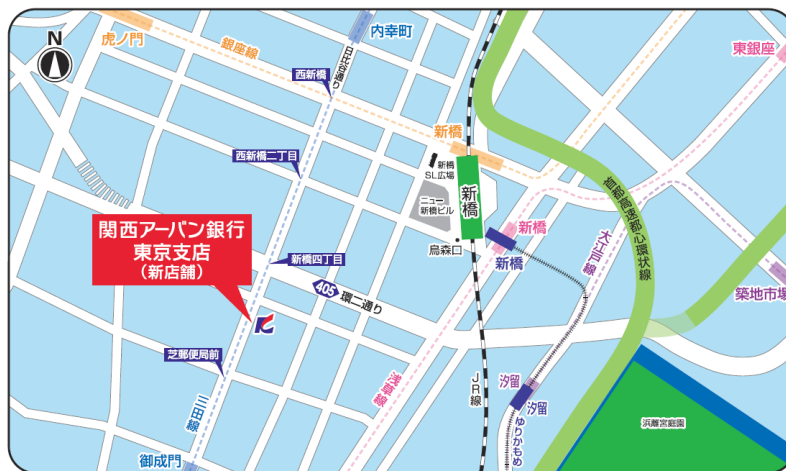 N
虎ノ門
銀座線
内幸町
日比谷通り
西新橋
東銀座
新橋
西新橋二丁目
新橋
SL広場
ニュー
新橋ビル
新橋
烏森口
新橋
新橋
首都高速都心環状線
大江戸線
関西アーバン銀行
東京支店
(新店舗)
新橋四丁目
405
環二通り
築地市場
芝郵便局前
三田線
浅草線
JR線
汐留
汐留
ゆりかもめ
浜離宮庭園
御成門